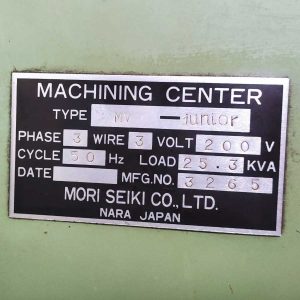 MACHINING CENTER
TYPE MV — junior
PHASE 3 WIRE 3 VOLT 200 V
CYCLE 50 Hz LOAD 25.3 KVA
DATE MFG.NO. 3265
MORI SEIKI CO., LTD.
NARA JAPAN